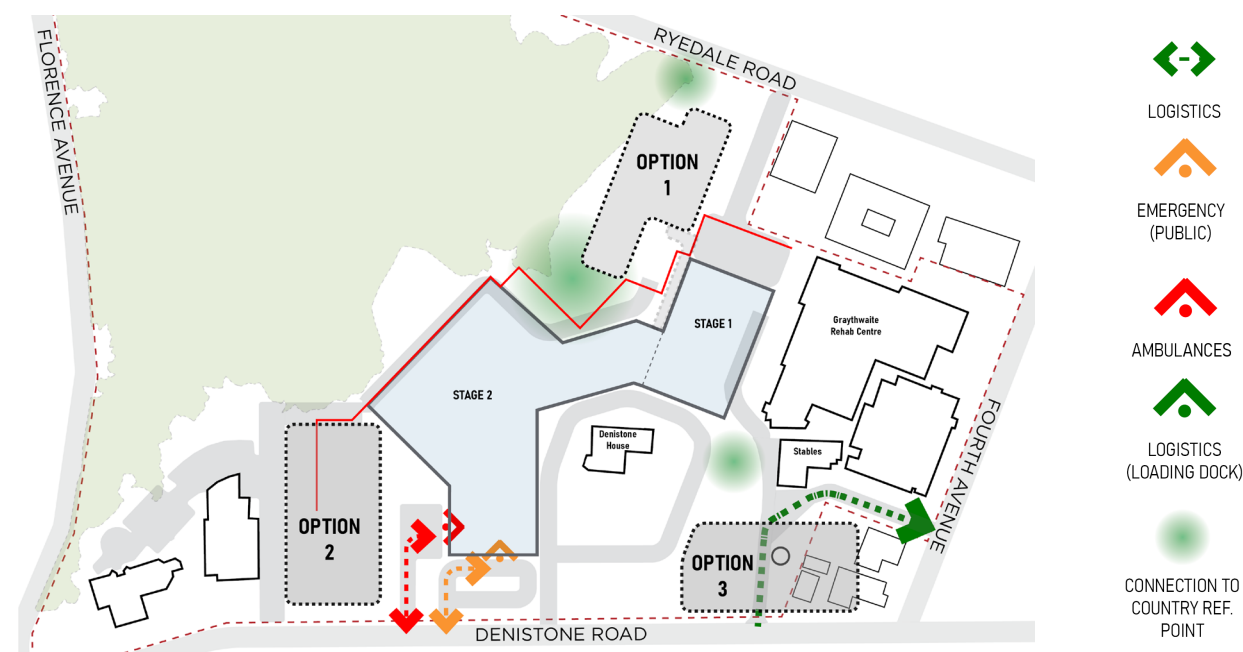 RYEDALE ROAD
FLORENCE AVENUE
OPTION
1
STAGE 1
Graythwaite
Rehab Centre
STAGE 2
Denistone
House
Stables
FOURTH AVENUE
OPTION
2
OPTION
3
DENISTONE ROAD
LOGISTICS
EMERGENCY
(PUBLIC)
AMBULANCES
LOGISTICS
(LOADING DOCK)
CONNECTION TO
COUNTRY REF.
POINT